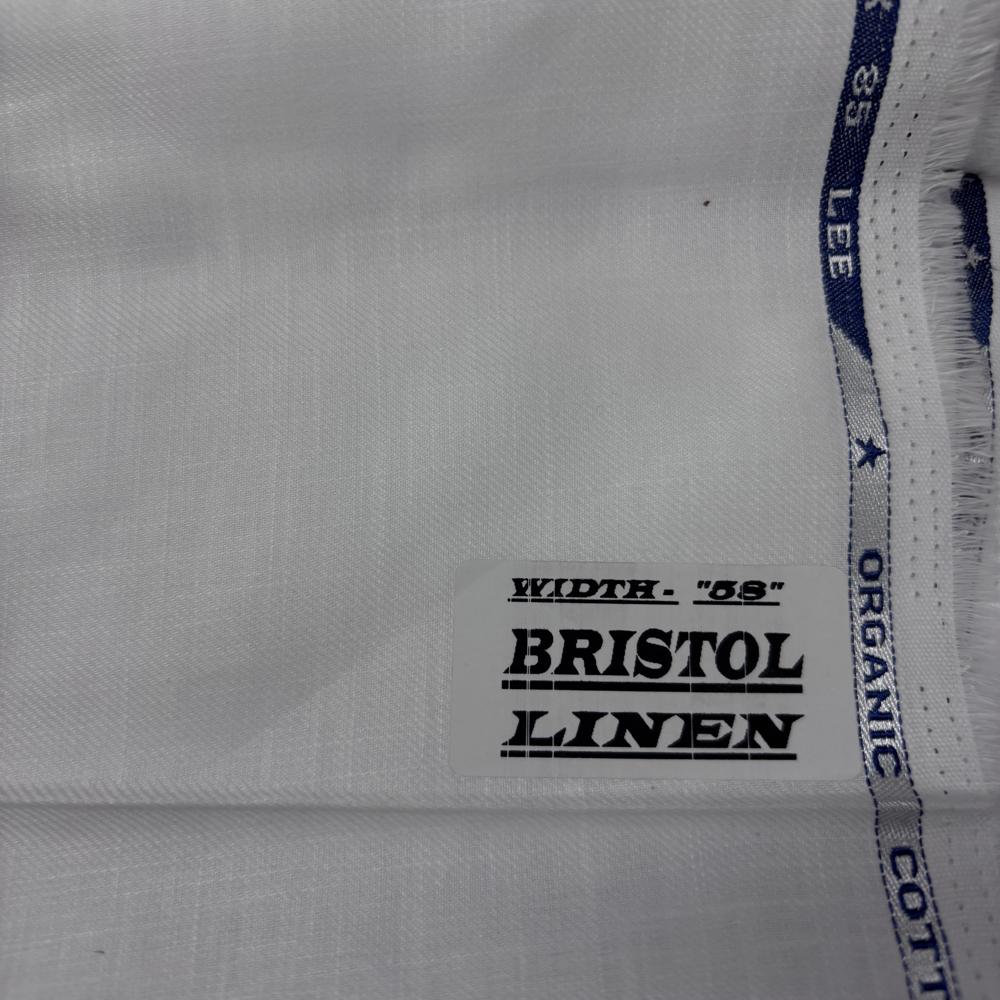 WIDTH- "58"
BRISTOL
LINEN
85 LEE
ORGANIC COTT